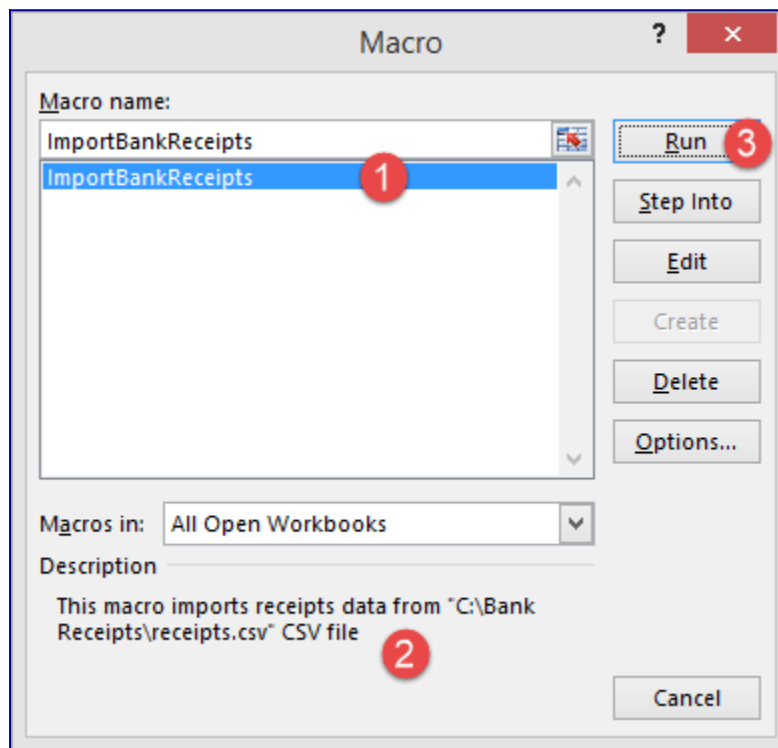 Macro
?
×
Macro name:
ImportBankReceipts
ImportBankReceipts
1
Run
3
Step Into
Edit
Create
Delete
Options...
Macros in:
All Open Workbooks
Description
This macro imports receipts data from "C:\Bank
Receipts\receipts.csv" CSV file
2
Cancel